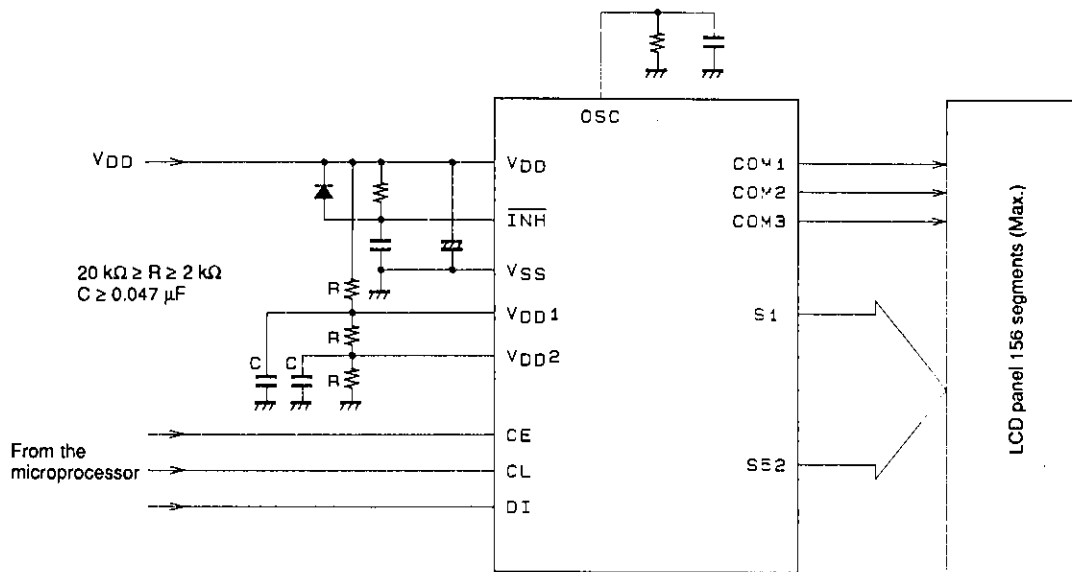 OSC
VDD
VDD
COM1
COM2
INH
COM3
20 kΩ ≥ R ≥ 2 kΩ
C ≥ 0.047 μF
VSS
R
VDD1
S1
R
VDD2
C
C
R
From the
microprocessor
CE
CL
DI
S52
LCD panel 156 segments (Max.)